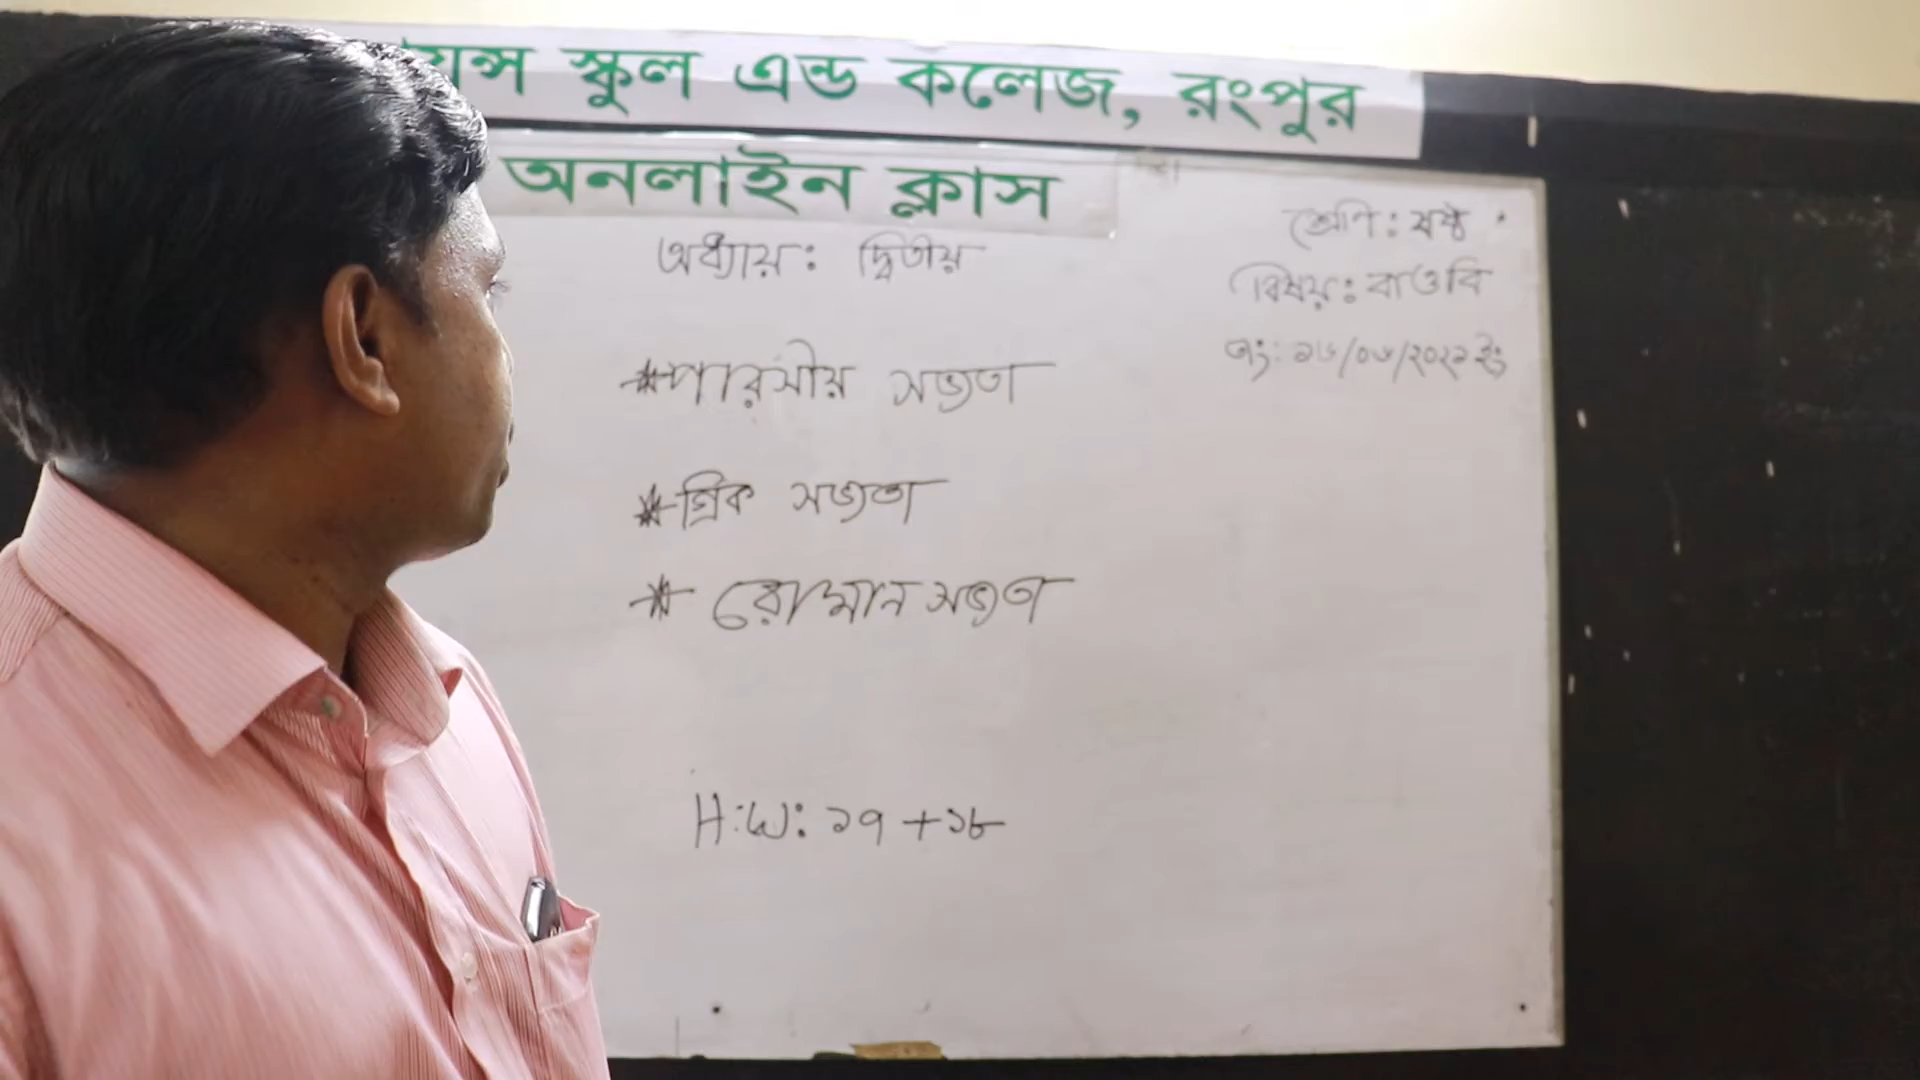 য়ন্স স্কুল এন্ড কলেজ, রংপুর
অনলাইন ক্লাস
অধ্যায়: দ্বিতীয়
শ্রেণি: ষষ্ঠ
বিষয়: বাওবি
*পারসীয় সভ্যতা
*গ্রিক সভ্যতা
* রোমান সভ্যতা
H.W: ১৭ +১৮